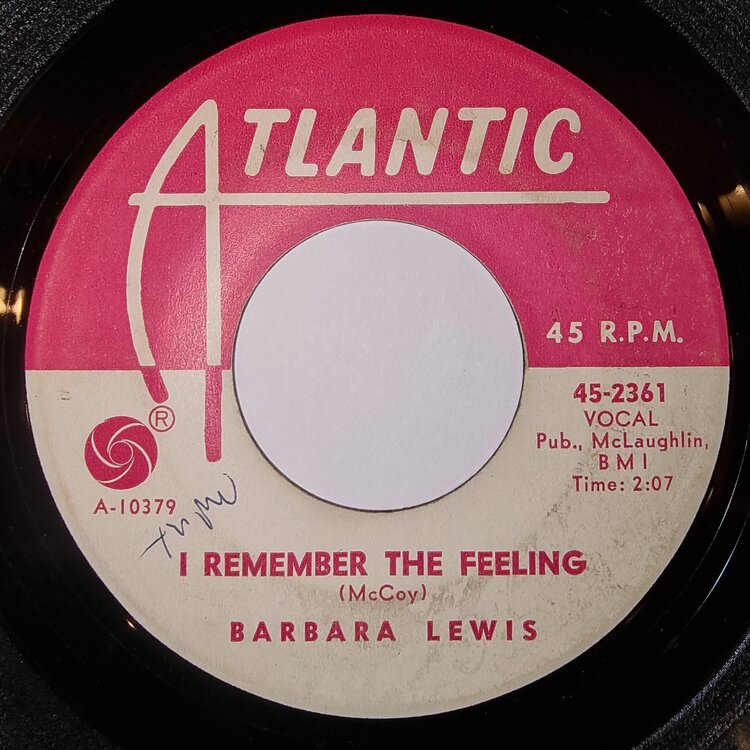 ATLANTIC
45 R.P.M.
45-2361
VOCAL
Pub., McLaughlin,
BMI
Time: 2:07
®
A-10379
I REMEMBER THE FEELING
(McCoy)
BARBARA LEWIS